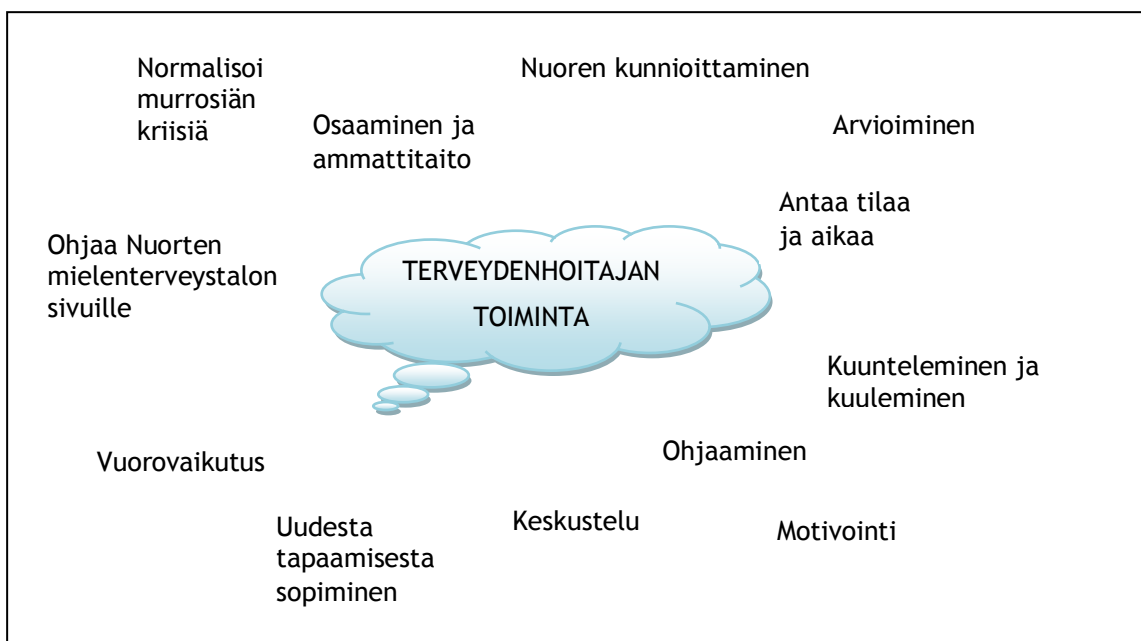 Normalisoi
murrosiän
kriisiä
Nuoren kunnioittaminen
Osaaminen ja
ammattitaito
Arvioiminen
Antaa tilaa
ja aikaa
Ohjaa Nuorten
mielenterveystalon
sivuille
TERVEYDENHOITAJAN
TOIMINTA
Kuunteleminen ja
kuuleminen
Vuorovaikutus
Ohjaaminen
Uudesta
tapaamisesta
sopiminen
Keskustelu
Motivointi